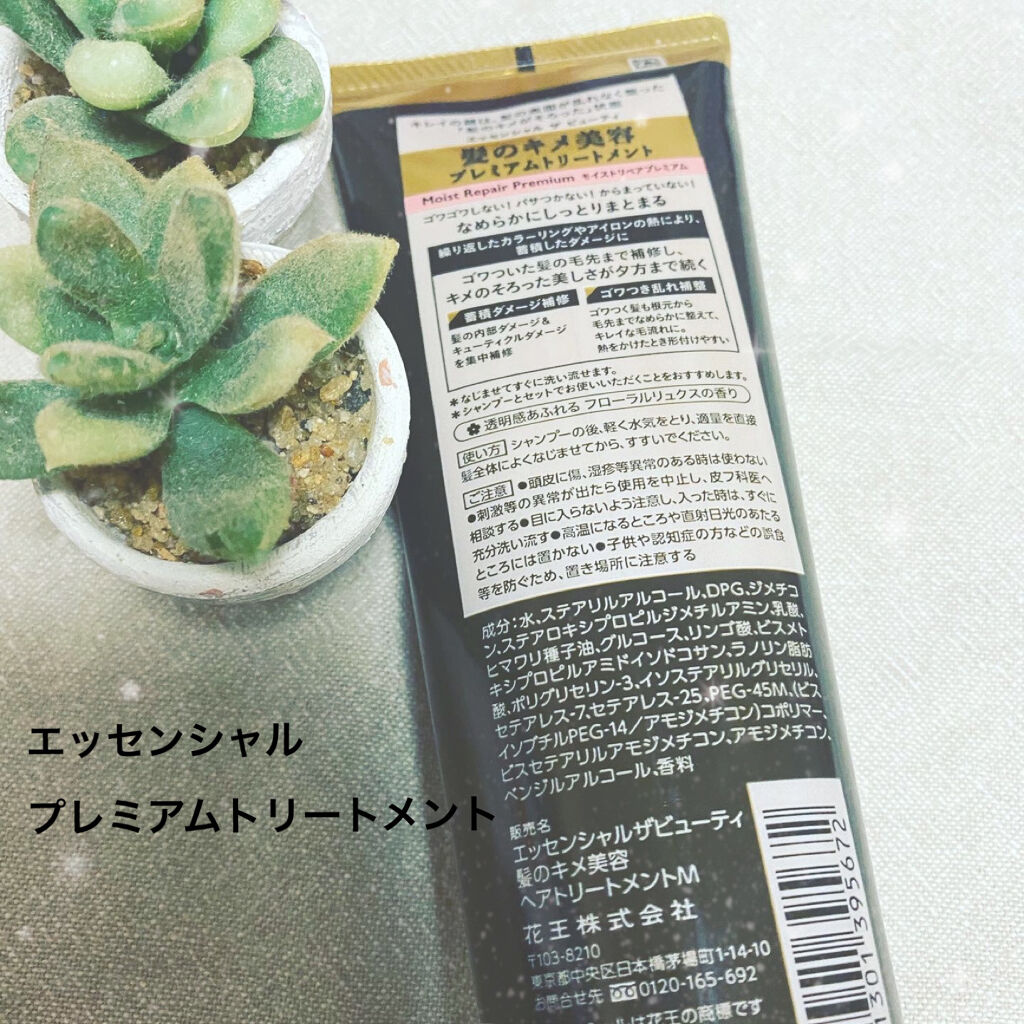 キレイの鍵は、髪の表面が乱れなく整った
「髪のキメがそろった」状態
エッセンシャル ザ ビューティ
髪のキメ美容
プレミアムトリートメント
Moist Repair Premium モイストリペアプレミアム
ゴワゴワしない!パサつかない!からまっていない!
なめらかにしっとりまとまる
繰り返したカラーリングやアイロンの熱により、
蓄積したダメージに
ゴワついた髪の毛先まで補修し、
キメのそろった美しさが夕方まで続く
蓄積ダメージ補修
髪の内部ダメージ&
キューティクルダメージ
を集中補修
ゴワつき乱れ補整
ゴワつく髪も根元から
毛先までなめらかに整えて、
キレイな毛流れに。
熱をかけたとき形付けやすい
*なじませてすぐに洗い流せます。
*シャンプーとセットでお使いいただくことをおすすめします。
透明感あふれる フローラルリュクスの香り
使い方 シャンプーの後、軽く水気をとり、適量を直接
髪全体によくなじませてから、すすいでください。
ご注意 ●頭皮に傷、湿疹等異常のある時は使わない
●刺激等の異常が出たら使用を中止し、皮フ科医へ
相談する●目に入らないよう注意し、入った時は、すぐに
充分洗い流す●高温になるところや直射日光のあたる
ところには置かない●子供や認知症の方などの誤食
等を防ぐため、置き場所に注意する
成分:水、ステアリルアルコール、DPG、ジメチコ
ン、ステアロキシプロピルジメチルアミン、乳酸、
ヒマワリ種子油、グルコース、リンゴ酸、ビスメト
キシプロピルアミドイソドコサン、ラノリン脂肪
酸、ポリグリセリン-3、イソステアリルグリセリル、
セテアレス-7、セテアレス-25、PEG-45M、(ビス
イソブチルPEG-14/アモジメチコン)コポリマー、
ビスセテアリルアモジメチコン、アモジメチコン、
ベンジルアルコール、香料
販売名
エッセンシャルザビューティ
髪のキメ美容
ヘアトリートメントM
花王株式会社
〒103-8210
東京都中央区日本橋茅場町1-14-10
お問合せ先 0120-165-692
ルは花王の商標です
301 395672
エッセンシャル
プレミアムトリートメント